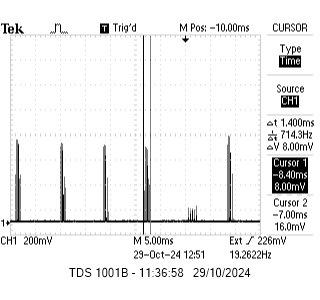 Tek T Trig'd M Pos: -10.00ms CURSOR
Type
Time
Source
CH1
Δt 1.400ms
1/Δt 714.3Hz
ΔV 8.00mV
Cursor 1
-8.40ms
8.00mV
Cursor 2
-7.00ms
16.0mV
1
CH1 200mV M 5.00ms Ext 226mV
29-Oct-24 12:51 19.2622Hz
TDS 1001B - 11:36:58 29/10/2024